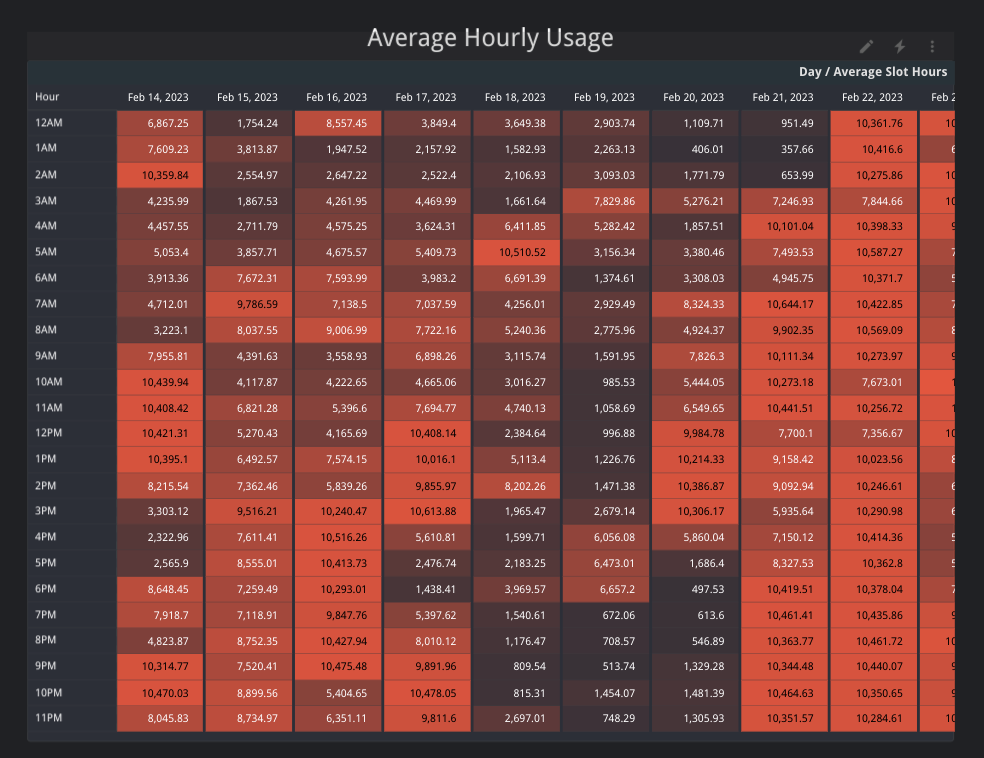 Average Hourly Usage
Day / Average Slot Hours
Hour Feb 14, 2023 Feb 15, 2023 Feb 16, 2023 Feb 17, 2023 Feb 18, 2023 Feb 19, 2023 Feb 20, 2023 Feb 21, 2023 Feb 22, 2023 Feb 2
12AM 6,867.25 1,754.24 8,557.45 3,849.4 3,649.38 2,903.74 1,109.71 951.49 10,361.76 10
1AM 7,609.23 3,813.87 1,947.52 2,157.92 1,582.93 2,263.13 406.01 357.66 10,416.6 6
2AM 10,359.84 2,554.97 2,647.22 2,522.4 2,106.93 3,093.03 1,771.79 653.99 10,275.86 10
3AM 4,235.99 1,867.53 4,261.95 4,469.99 1,661.64 7,829.86 5,276.21 7,246.93 7,844.66 10
4AM 4,457.55 2,711.79 4,575.25 3,624.31 6,411.85 5,282.42 1,857.51 10,101.04 10,398.33 9
5AM 5,053.4 3,857.71 4,675.57 5,409.73 10,510.52 3,156.34 3,380.46 7,493.53 10,587.27 7
6AM 3,913.36 7,672.31 7,593.99 3,983.2 6,691.39 1,374.61 3,308.03 4,945.75 10,371.7 5
7AM 4,712.01 9,786.59 7,138.5 7,037.59 4,256.01 2,929.49 8,324.33 10,644.17 10,422.85 7
8AM 3,223.1 8,037.55 9,006.99 7,722.16 5,240.36 2,775.96 4,924.37 9,902.35 10,569.09 8
9AM 7,955.81 4,391.63 3,558.93 6,898.26 3,115.74 1,591.95 7,826.3 10,111.34 10,273.97 9
10AM 10,439.94 4,117.87 4,222.65 4,665.06 3,016.27 985.53 5,444.05 10,273.18 7,673.01 1
11AM 10,408.42 6,821.28 5,396.6 7,694.77 4,740.13 1,058.69 6,549.65 10,441.51 10,256.72 1
12PM 10,421.31 5,270.43 4,165.69 10,408.14 2,384.64 996.88 9,984.78 7,700.1 7,356.67 10
1PM 10,395.1 6,492.57 7,574.15 10,016.1 5,113.4 1,226.76 10,214.33 9,158.42 10,023.56 8
2PM 8,215.54 7,362.46 5,839.26 9,855.97 8,202.26 1,471.38 10,386.87 9,092.94 10,246.61 6
3PM 3,303.12 9,516.21 10,240.47 10,613.88 1,965.47 2,679.14 10,306.17 5,935.64 10,290.98 6
4PM 2,322.96 7,611.41 10,516.26 5,610.81 1,599.71 6,056.08 5,860.04 7,150.12 10,414.36 5
5PM 2,565.9 8,555.01 10,413.73 2,476.74 2,183.25 6,473.01 1,686.4 8,327.53 10,362.8 5
6PM 8,648.45 7,259.49 10,293.01 1,438.41 3,969.57 6,657.2 497.53 10,419.51 10,378.04 7
7PM 7,918.7 7,118.91 9,847.76 5,397.62 1,540.61 672.06 613.6 10,461.41 10,435.86 9
8PM 4,823.87 8,752.35 10,427.94 8,010.12 1,176.47 708.57 546.89 10,363.77 10,461.72 10
9PM 10,314.77 7,520.41 10,475.48 9,891.96 809.54 513.74 1,329.28 10,344.48 10,440.07 9
10PM 10,470.03 8,899.56 5,404.65 10,478.05 815.31 1,454.07 1,481.39 10,464.63 10,350.65 9
11PM 8,045.83 8,734.97 6,351.11 9,811.6 2,697.01 748.29 1,305.93 10,351.57 10,284.61 10